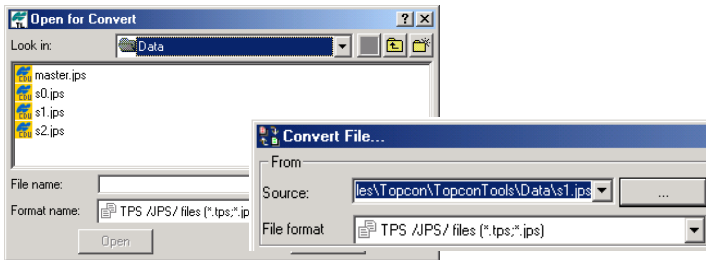 Open for Convert
Look in: Data
master.jps
s0.jps
s1.jps
s2.jps
File name:
Format name: TPS /JPS/ files (*.tps;*.jp
Open
Convert File...
From
Source: les\Topcon\TopconTools\Data\s1.jps ...
File format TPS /JPS/ files (*.tps;*.jps)